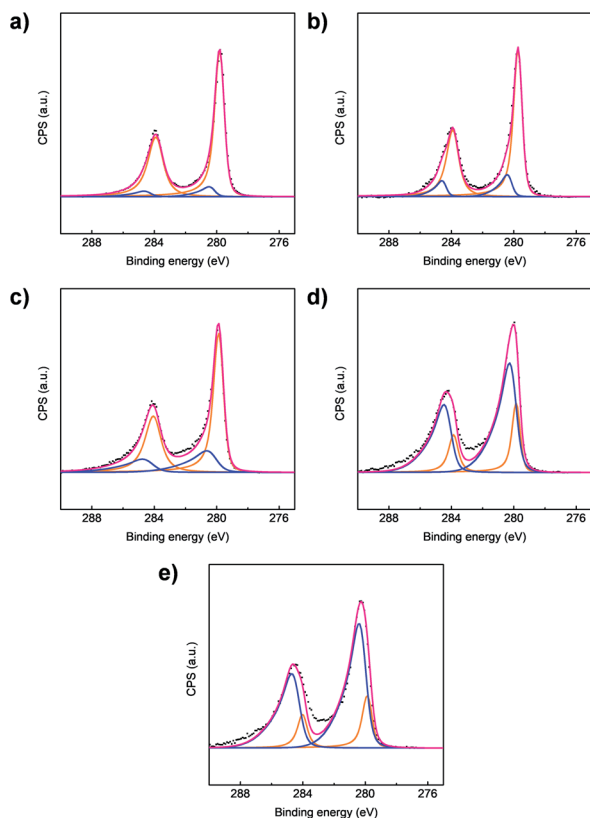 a)
CPS (a.u.)
288 284 280 276
Binding energy (eV)
b)
CPS (a.u.)
288 284 280 276
Binding energy (eV)
c)
CPS (a.u.)
288 284 280 276
Binding energy (eV)
d)
CPS (a.u.)
288 284 280 276
Binding energy (eV)
e)
CPS (a.u.)
288 284 280 276
Binding energy (eV)